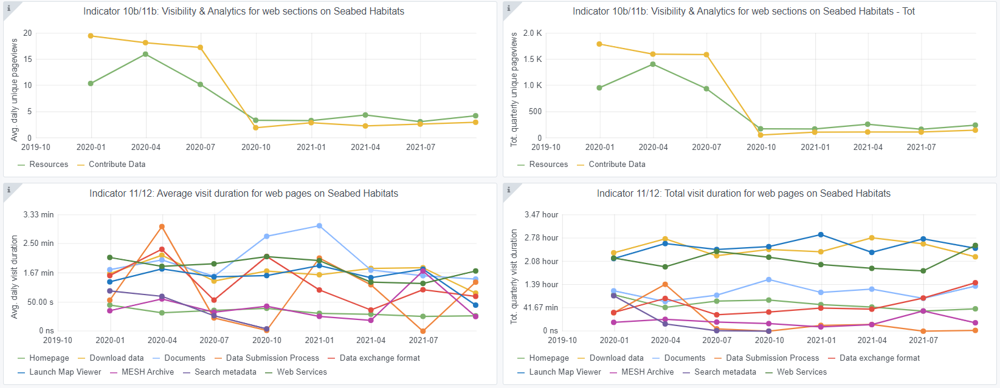 i
Indicator 10b/11b: Visibility & Analytics for web sections on Seabed Habitats
Avg. daily unique pageviews
20
15
10
5
0
2019-10 2020-01 2020-04 2020-07 2020-10 2021-01 2021-04 2021-07
Resources Contribute Data
i
Indicator 10b/11b: Visibility & Analytics for web sections on Seabed Habitats - Tot
Tot. quarterly unique pageviews
2.0 K
1.5 K
1.0 K
500
0
2019-10 2020-01 2020-04 2020-07 2020-10 2021-01 2021-04 2021-07
Resources Contribute Data
i
Indicator 11/12: Average visit duration for web pages on Seabed Habitats
Avg. daily visit duration
3.33 min
2.50 min
1.67 min
50.00 s
0 ns
2019-10 2020-01 2020-04 2020-07 2020-10 2021-01 2021-04 2021-07
Homepage Download data Documents Data Submission Process Data exchange format
Launch Map Viewer MESH Archive Search metadata Web Services
i
Indicator 11/12: Total visit duration for web pages on Seabed Habitats
Tot. quarterly visit duration
3.47 hour
2.78 hour
2.08 hour
1.39 hour
41.67 min
0 ns
2019-10 2020-01 2020-04 2020-07 2020-10 2021-01 2021-04 2021-07
Homepage Download data Documents Data Submission Process Data exchange format
Launch Map Viewer MESH Archive Search metadata Web Services